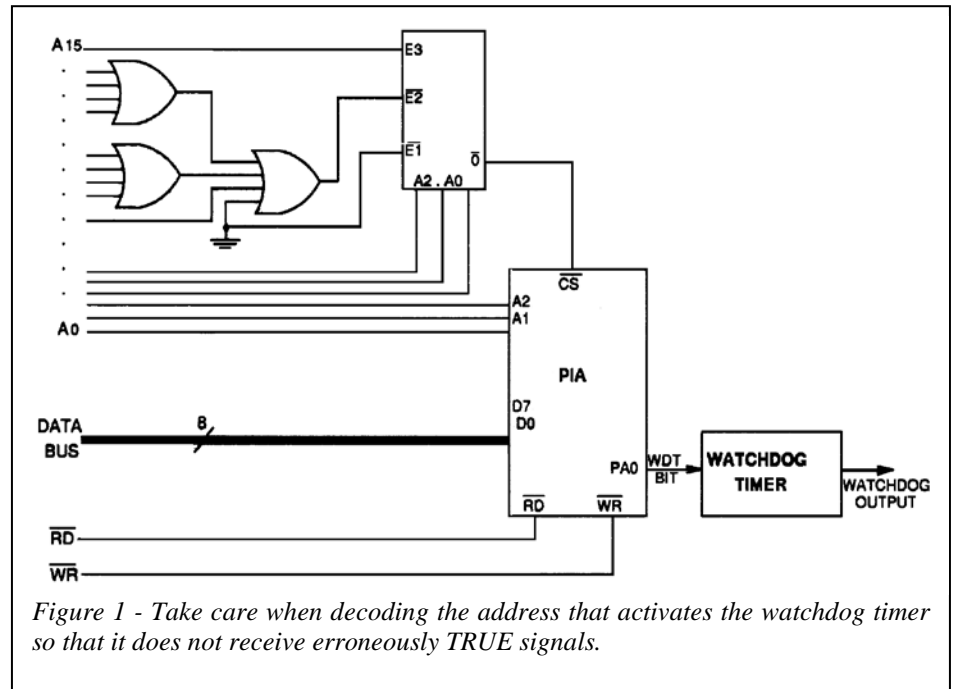 A15
E3
E2
E1
0
A2 . A0
CS
A2
A1
A0
PIA
D7
D0
DATA
BUS
8
PA0
WDT
BIT
WATCHDOG
TIMER
WATCHDOG
OUTPUT
RD
WR
RD
WR
Figure 1 - Take care when decoding the address that activates the watchdog timer
so that it does not receive erroneously TRUE signals.